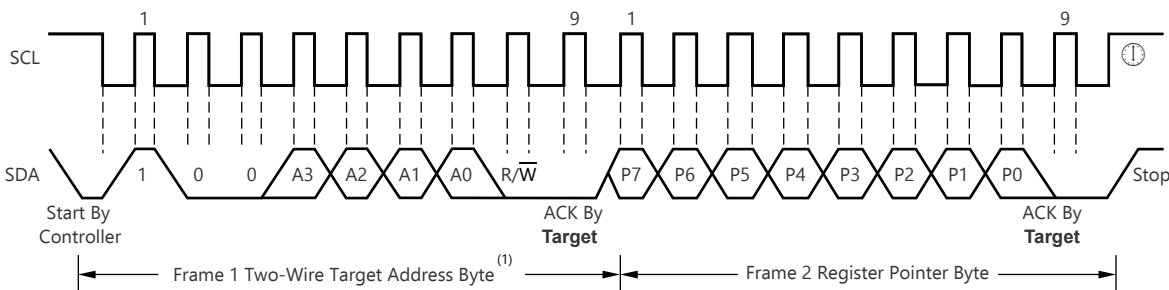 1 9 1 9
SCL
SDA 1 0 0 A3 A2 A1 A0 R/W̅ P7 P6 P5 P4 P3 P2 P1 P0 Stop
Start By
Controller
ACK By
Target
ACK By
Target
Frame 1 Two-Wire Target Address Byte(1)
Frame 2 Register Pointer Byte